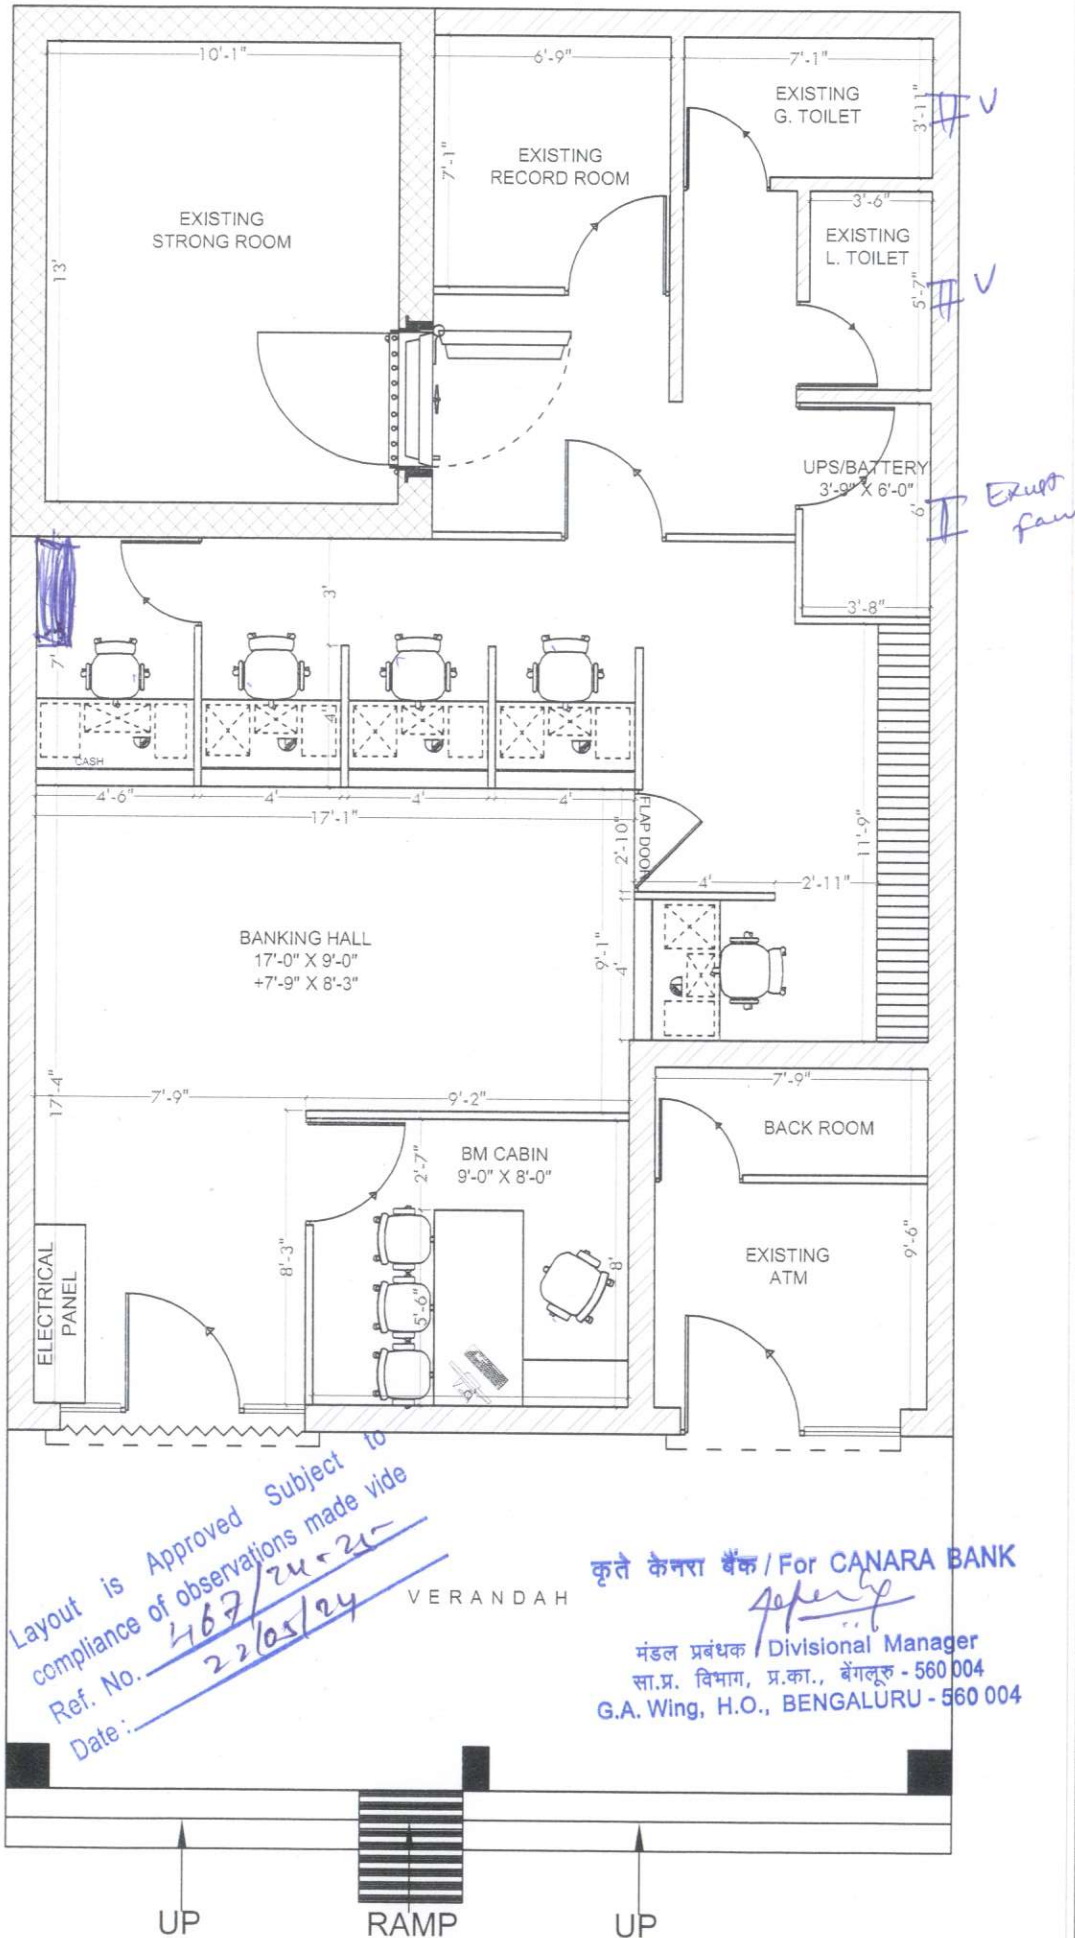 10'-1"
6'-9"
7'-1"
EXISTING
G. TOILET
3'-11"
V
7'-1"
EXISTING
RECORD ROOM
3'-6"
EXISTING
STRONG ROOM
EXISTING
L. TOILET
13'
5'-7"
V
UPS/BATTERY
3'-9" X 6'-0"
6'
fan
3'-8"
3'
7'
4'
CASH
4'-6"
4'
4'
4'
17'-1"
2'-10"
FLAP DOOR
11'-9"
4'
2'-11"
BANKING HALL
17'-0" X 9'-0"
+7'-9" X 8'-3"
9'-1"
4'
17'-4"
7'-9"
9'-2"
7'-9"
BACK ROOM
2'-7"
BM CABIN
9'-0" X 8'-0"
8'-3"
8'
9'-6"
EXISTING
ATM
ELECTRICAL
PANEL
5'-6"
Layout is Approved Subject to
compliance of observations made vide
Ref. No. 467/24-25
Date: 22/05/24
VERANDAH
कृते केनरा बैंक / For CANARA BANK
मंडल प्रबंधक / Divisional Manager
सा.प्र. विभाग, प्र.का., बेंगलूरु - 560 004
G.A. Wing, H.O., BENGALURU - 560 004
UP
RAMP
UP